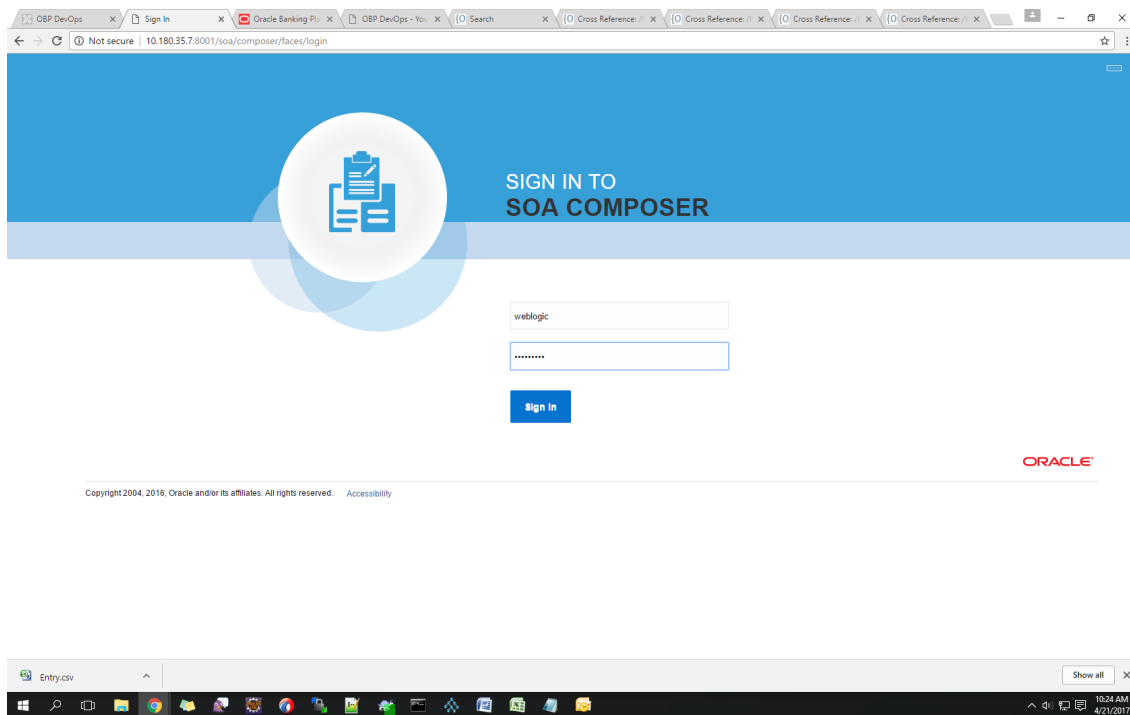 OBP DevOps
Sign In
Oracle Banking Pla
OBP DevOps - You
Search
Cross Reference: /
Cross Reference: /
Cross Reference: /
Cross Reference: /
Not secure | 10.180.35.7:8001/soa/composer/faces/login
SIGN IN TO
SOA COMPOSER
weblogic
Sign In
ORACLE
Copyright 2004, 2016, Oracle and/or its affiliates. All rights reserved. Accessibility
Entry.csv
Show all
10:24 AM
4/21/2017